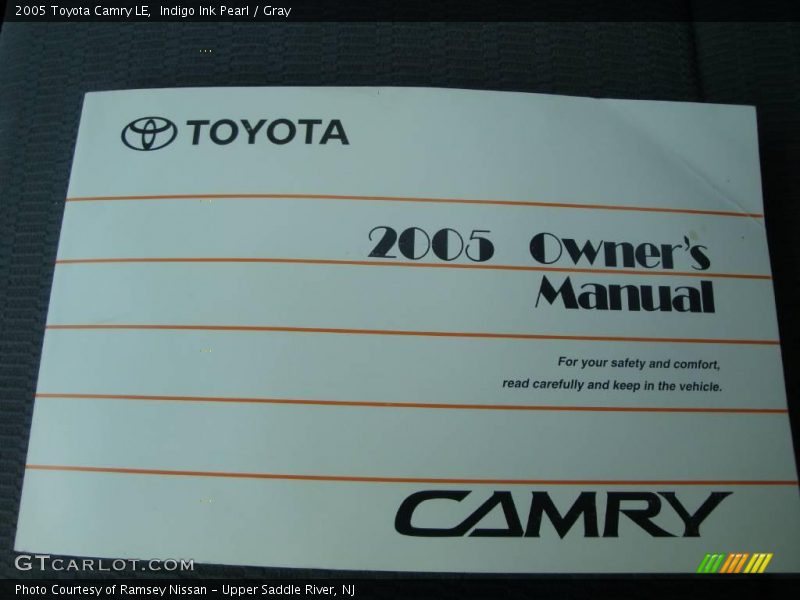 2005 Toyota Camry LE,  Indigo Ink Pearl / Gray
TOYOTA
2005 Owner's
Manual
For your safety and comfort,
read carefully and keep in the vehicle.
CAMRY
GTCARLOT.COM
Photo Courtesy of Ramsey Nissan - Upper Saddle River, NJ